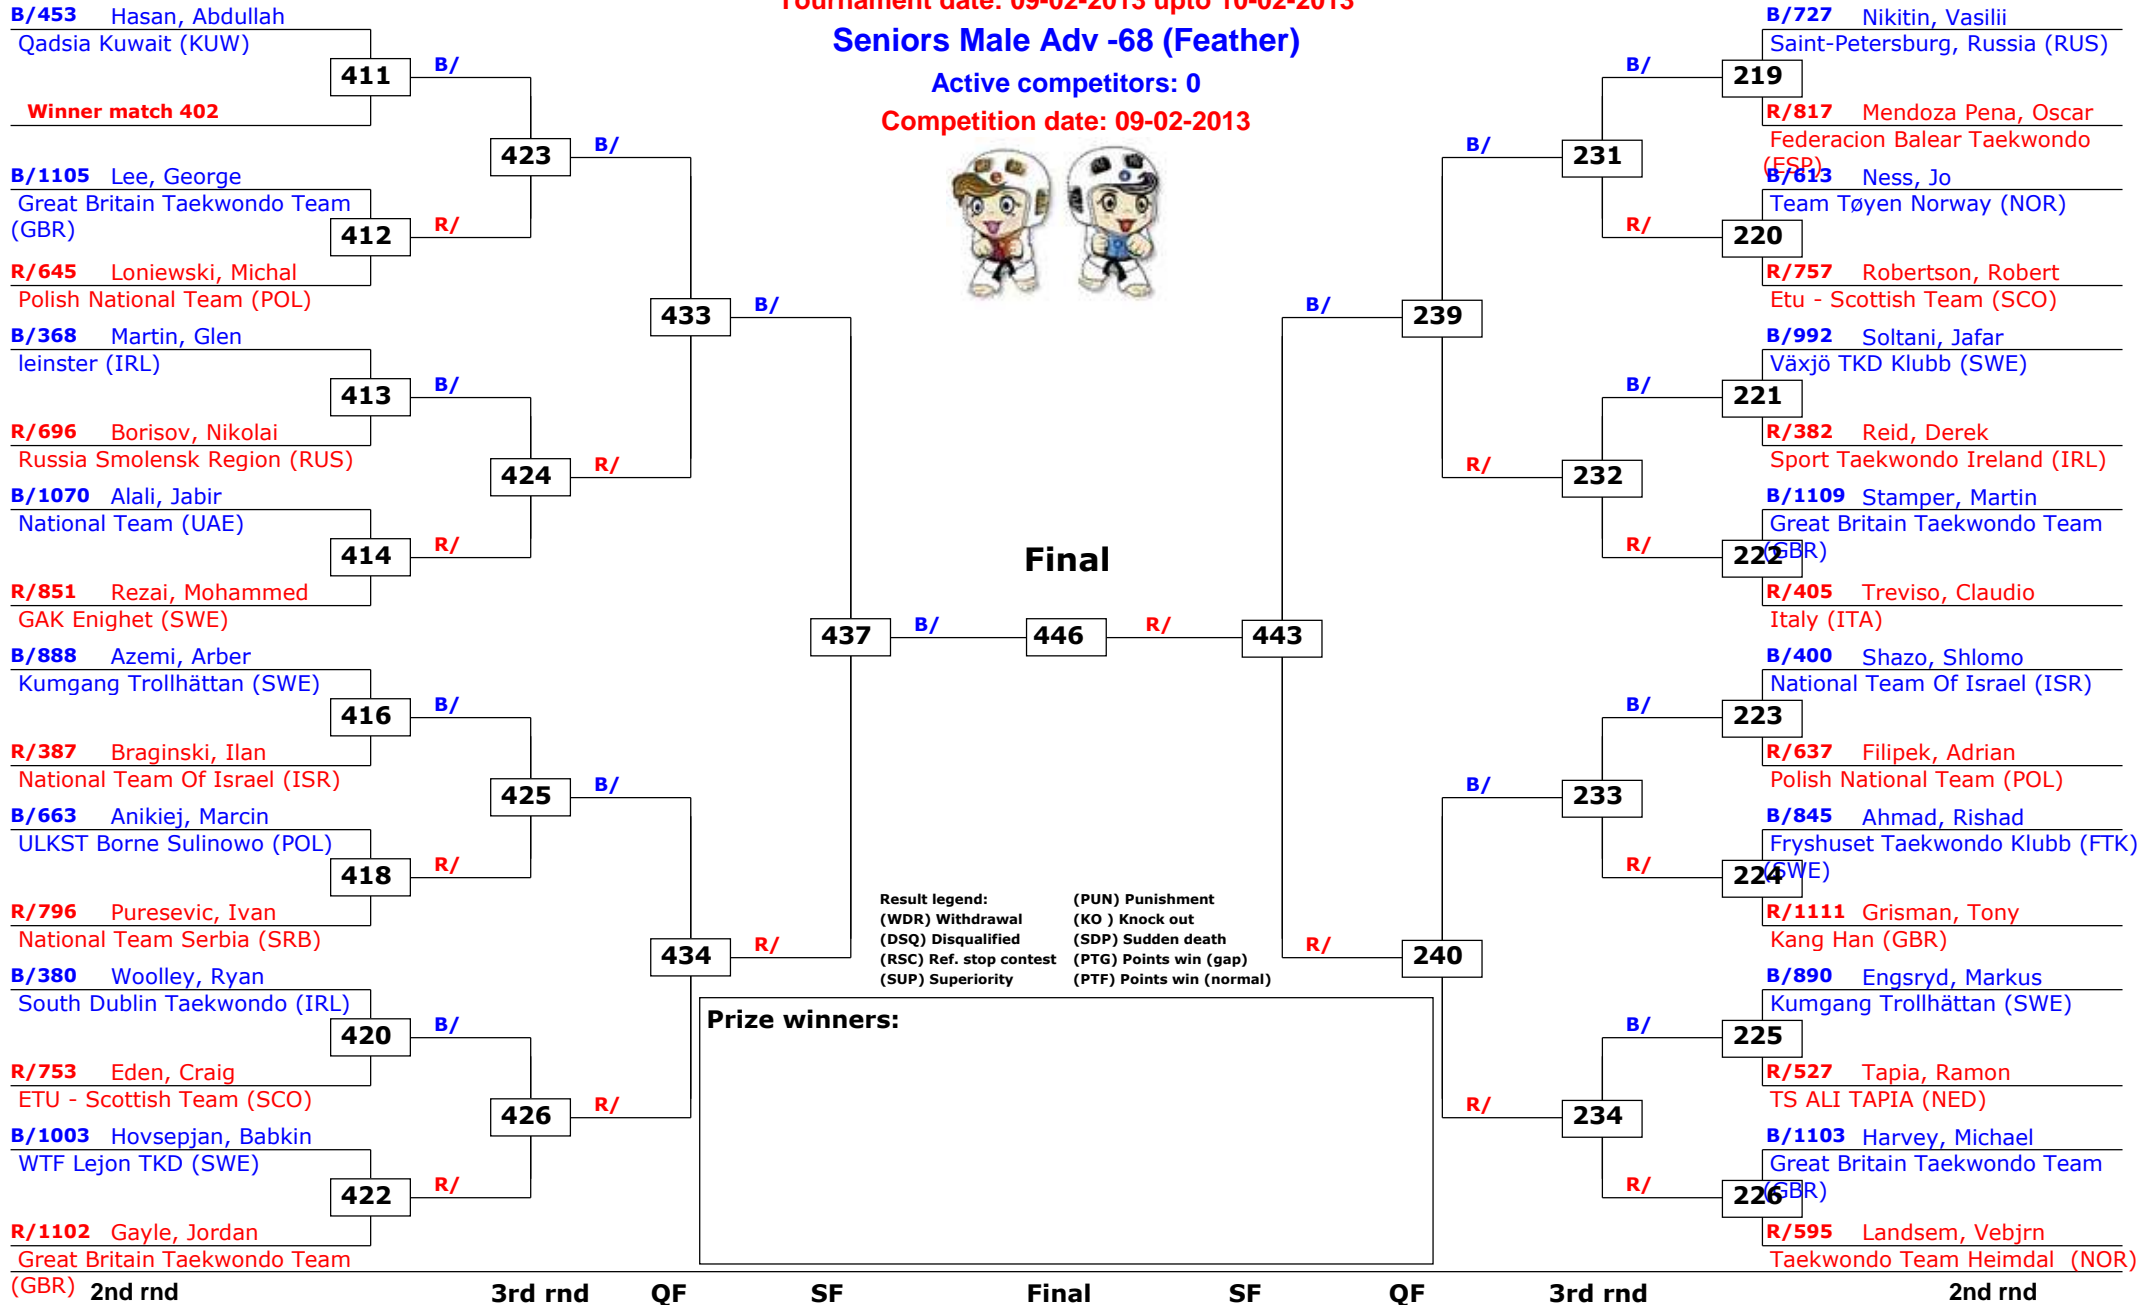 Tournament date: 09-02-2013 upto 10-02-2013
Seniors Male Adv -68 (Feather)
Active competitors: 0
Competition date: 09-02-2013
B/453 Hasan, Abdullah
Qadsia Kuwait (KUW)
411
B/
Winner match 402
423
B/
B/1105 Lee, George
Great Britain Taekwondo Team
(GBR)
412
R/
R/645 Loniewski, Michal
Polish National Team (POL)
433
B/
B/368 Martin, Glen
leinster (IRL)
413
B/
R/696 Borisov, Nikolai
Russia Smolensk Region (RUS)
424
R/
B/1070 Alali, Jabir
National Team (UAE)
414
R/
R/851 Rezai, Mohammed
GAK Enighet (SWE)
437
B/
B/888 Azemi, Arber
Kumgang Trollhättan (SWE)
416
B/
R/387 Braginski, Ilan
National Team Of Israel (ISR)
425
B/
B/663 Anikiej, Marcin
ULKST Borne Sulinowo (POL)
418
R/
R/796 Puresevic, Ivan
National Team Serbia (SRB)
434
R/
B/380 Woolley, Ryan
South Dublin Taekwondo (IRL)
420
B/
R/753 Eden, Craig
ETU - Scottish Team (SCO)
426
R/
B/1003 Hovsepjan, Babkin
WTF Lejon TKD (SWE)
422
R/
R/1102 Gayle, Jordan
Great Britain Taekwondo Team
(GBR)
Final
446
R/
443
Result legend:
(WDR) Withdrawal
(DSQ) Disqualified
(RSC) Ref. stop contest
(SUP) Superiority
(PUN) Punishment
(KO ) Knock out
(SDP) Sudden death
(PTG) Points win (gap)
(PTF) Points win (normal)
Prize winners:
B/727 Nikitin, Vasilii
Saint-Petersburg, Russia (RUS)
219
B/
R/817 Mendoza Pena, Oscar
Federacion Balear Taekwondo
(ESP)
231
B/
B/613 Ness, Jo
Team Tøyen Norway (NOR)
220
R/
R/757 Robertson, Robert
Etu - Scottish Team (SCO)
239
B/
B/992 Soltani, Jafar
Växjö TKD Klubb (SWE)
221
B/
R/382 Reid, Derek
Sport Taekwondo Ireland (IRL)
232
R/
B/1109 Stamper, Martin
Great Britain Taekwondo Team
(GBR)
222
R/
R/405 Treviso, Claudio
Italy (ITA)
B/400 Shazo, Shlomo
National Team Of Israel (ISR)
223
B/
R/637 Filipek, Adrian
Polish National Team (POL)
233
B/
B/845 Ahmad, Rishad
Fryshuset Taekwondo Klubb (FTK)
(SWE)
224
R/
R/1111 Grisman, Tony
Kang Han (GBR)
240
R/
B/890 Engsryd, Markus
Kumgang Trollhättan (SWE)
225
B/
R/527 Tapia, Ramon
TS ALI TAPIA (NED)
234
R/
B/1103 Harvey, Michael
Great Britain Taekwondo Team
(GBR)
226
R/
R/595 Landsem, Vebjrn
Taekwondo Team Heimdal (NOR)
2nd rnd 3rd rnd QF SF Final SF QF 3rd rnd 2nd rnd